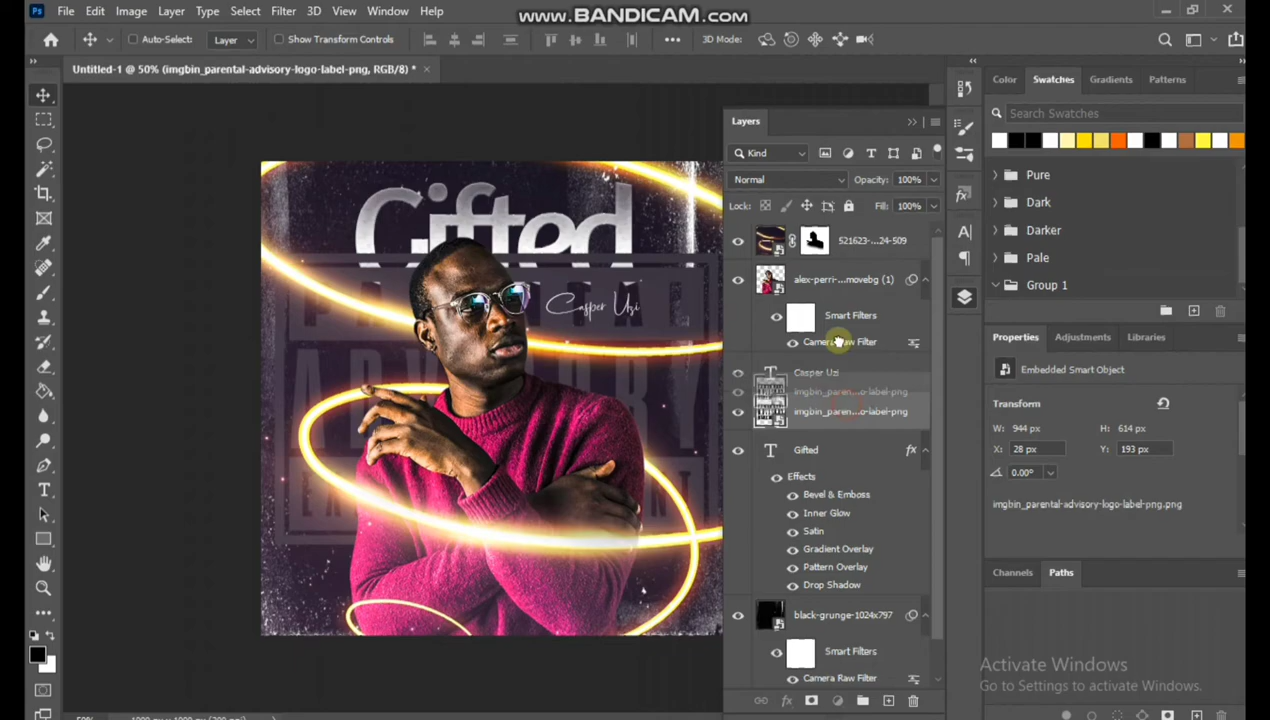 www.BANDICAM.com
Ps File Edit Image Layer Type Select Filter 3D View Window Help
Auto-Select: Layer Show Transform Controls 3D Mode:
Untitled-1 @ 50% (imgbin_parental-advisory-logo-label-png, RGB/8) *
Gifted
Casper Uzi
ADVISORY
Layers
Kind
Normal Opacity: 100%
Lock: Fill: 100%
521623-...24-509
alex-perri-...movebg (1)
Smart Filters
Camera Raw Filter
Casper Uzi
imgbin_paren...o-label-png
imgbin_paren...o-label-png
Gifted fx
Effects
Bevel & Emboss
Inner Glow
Satin
Gradient Overlay
Pattern Overlay
Drop Shadow
black-grunge-1024x797
Smart Filters
Camera Raw Filter
Color Swatches Gradients Patterns
Search Swatches
Pure
Dark
Darker
Pale
Group 1
Properties Adjustments Libraries
Embedded Smart Object
Transform
W: 944 px H: 614 px
X: 28 px Y: 193 px
0.00°
imgbin_parental-advisory-logo-label-png.png
Channels Paths
Activate Windows
Go to Settings to activate Windows.